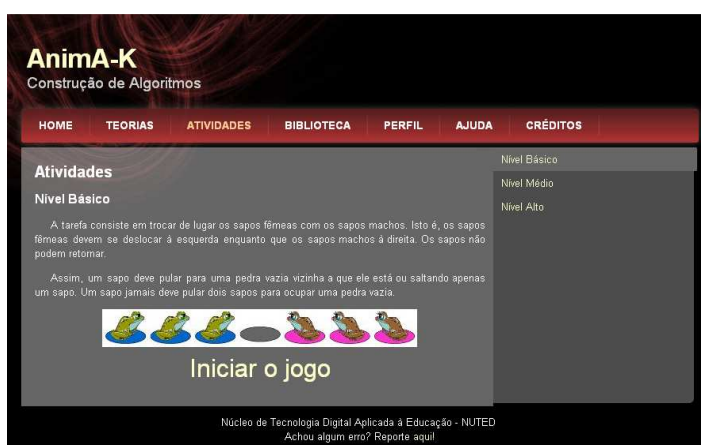 AnimA-K
Construção de Algoritmos
HOME TEORIAS ATIVIDADES BIBLIOTECA PERFIL AJUDA CRÉDITOS
Atividades
Nível Básico
A tarefa consiste em trocar de lugar os sapos fêmeas com os sapos machos. Isto é, os sapos
fêmeas devem se deslocar à esquerda enquanto que os sapos machos à direita. Os sapos não
podem retornar.
Assim, um sapo deve pular para uma pedra vazia vizinha a que ele está ou saltando apenas
um sapo. Um sapo jamais deve pular dois sapos para ocupar uma pedra vazia.
Iniciar o jogo
Nível Básico
Nível Médio
Nível Alto
Núcleo de Tecnologia Digital Aplicada à Educação - NUTED
Achou algum erro? Reporte aqui!